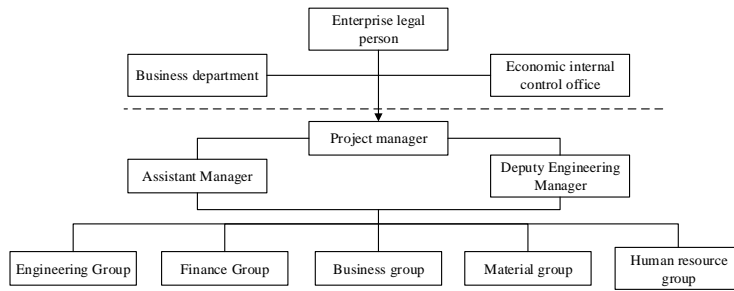 Enterprise legal
person
Business department
Economic internal
control office
Project manager
Assistant Manager
Deputy Engineering
Manager
Engineering Group
Finance Group
Business group
Material group
Human resource
group